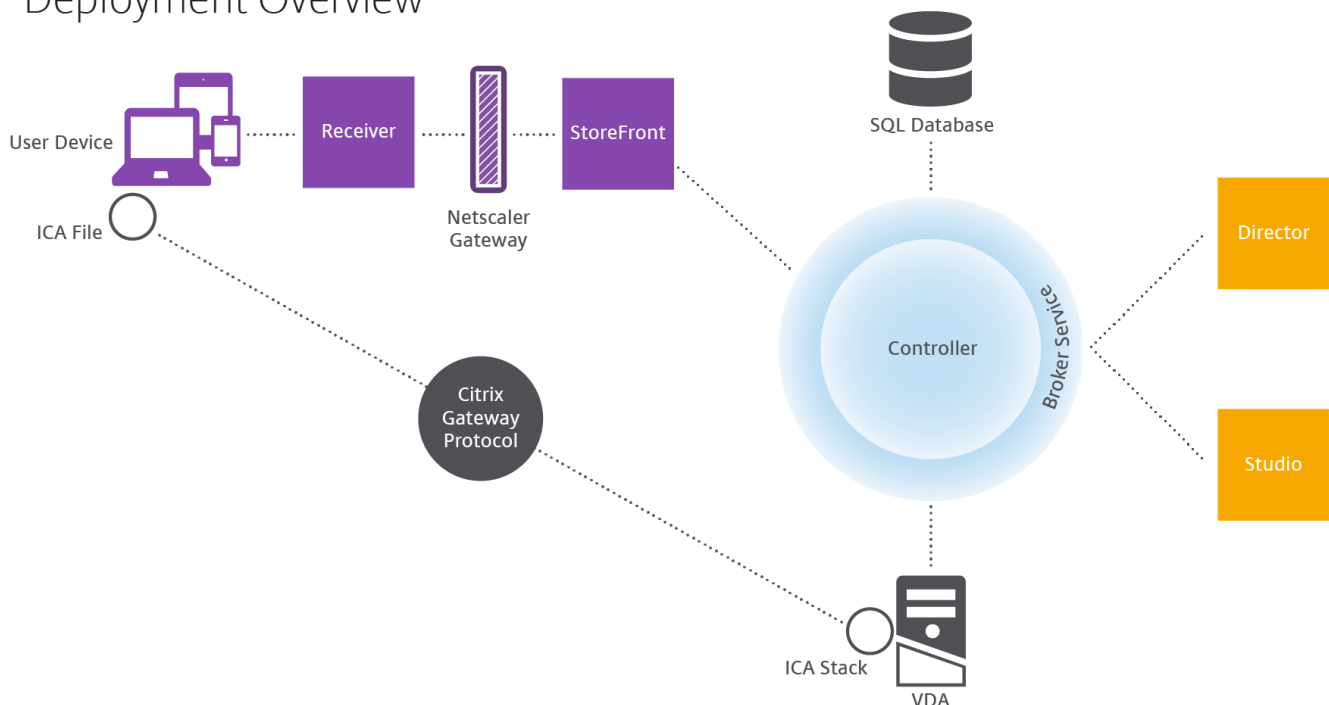 Deployment Overview
SQL Database
User Device
Receiver
StoreFront
Netscaler
Gateway
ICA File
Director
Controller
Broker Service
Citrix
Gateway
Protocol
Studio
ICA Stack
VDA